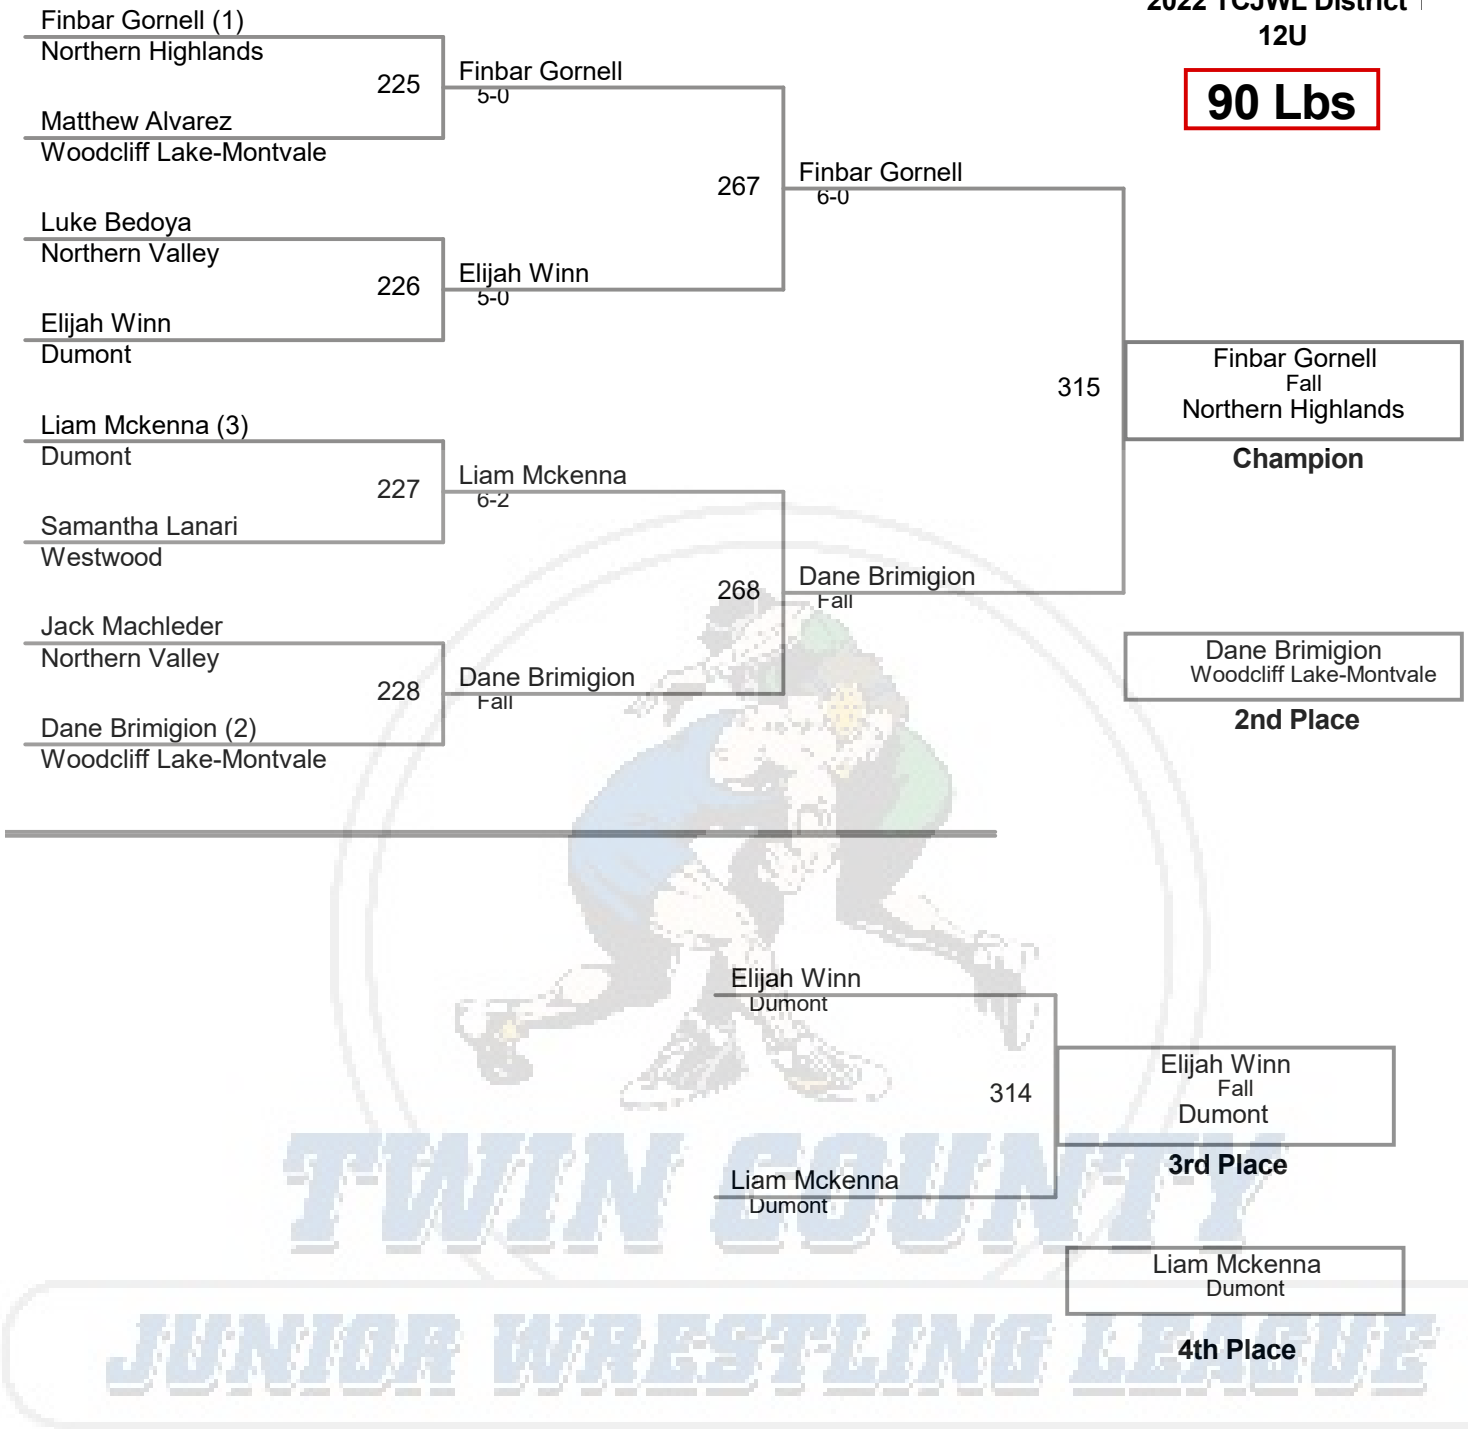 2022 TCJWL District
12U
90 Lbs
Finbar Gornell (1)
Northern Highlands
225
Matthew Alvarez
Woodcliff Lake-Montvale
Luke Bedoya
Northern Valley
226
Elijah Winn
Dumont
Liam Mckenna (3)
Dumont
227
Samantha Lanari
Westwood
Jack Machleder
Northern Valley
228
Dane Brimigion (2)
Woodcliff Lake-Montvale
Finbar Gornell
5-0
267
Elijah Winn
5-0
Liam Mckenna
6-2
268
Dane Brimigion
Fall
Finbar Gornell
6-0
315
Dane Brimigion
Fall
Finbar Gornell
Fall
Northern Highlands
Champion
Dane Brimigion
Woodcliff Lake-Montvale
2nd Place
Elijah Winn
Dumont
314
Liam Mckenna
Dumont
Elijah Winn
Fall
Dumont
3rd Place
Liam Mckenna
Dumont
4th Place
TWIN COUNTY
JUNIOR WRESTLING LEAGUE